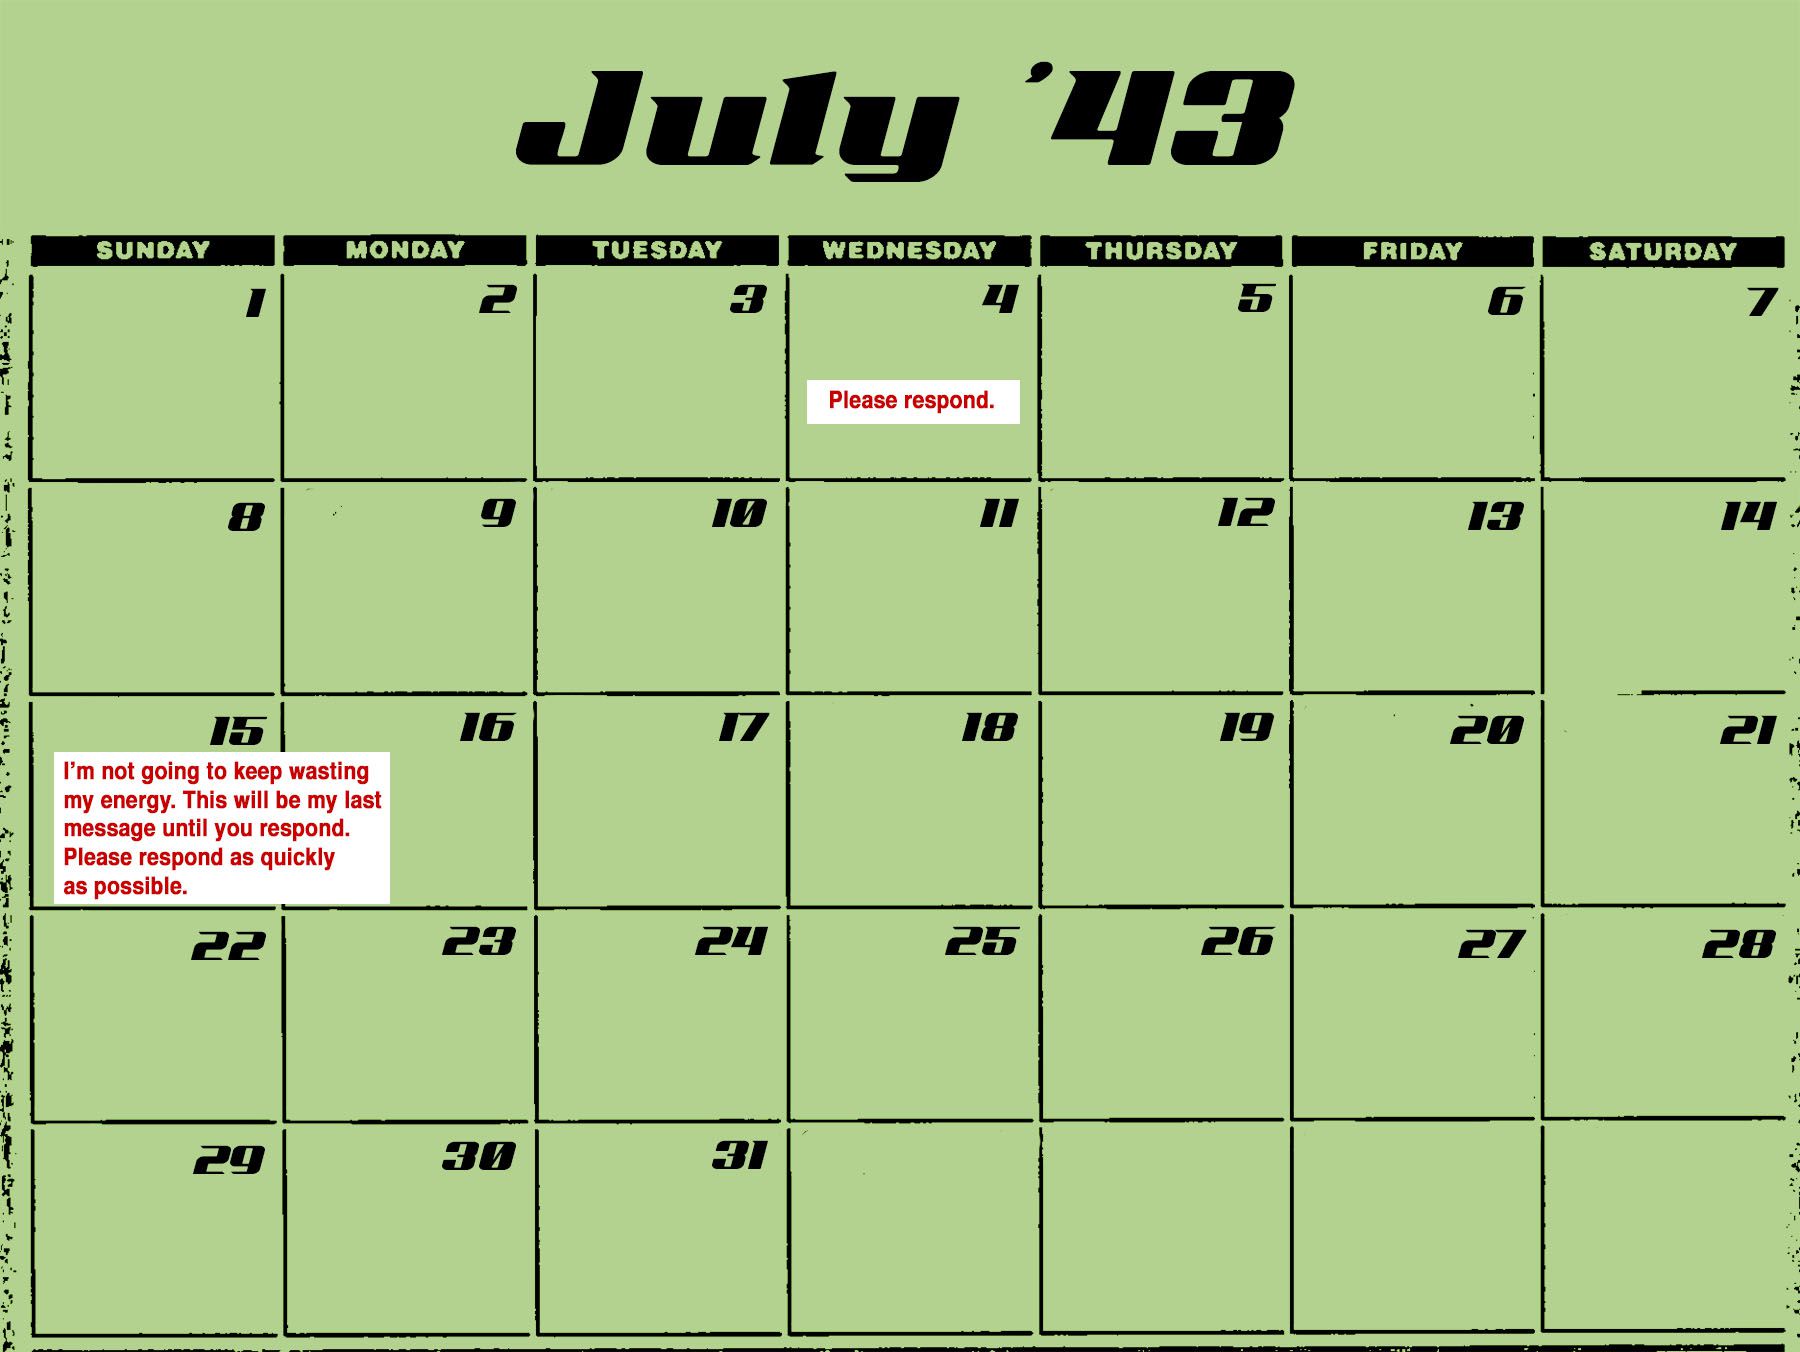 July '43
SUNDAY MONDAY TUESDAY WEDNESDAY THURSDAY FRIDAY SATURDAY
1 2 3 4 5 6 7
Please respond.
8 9 10 11 12 13 14
15 16 17 18 19 20 21
I'm not going to keep wasting
my energy. This will be my last
message until you respond.
Please respond as quickly
as possible.
22 23 24 25 26 27 28
29 30 31